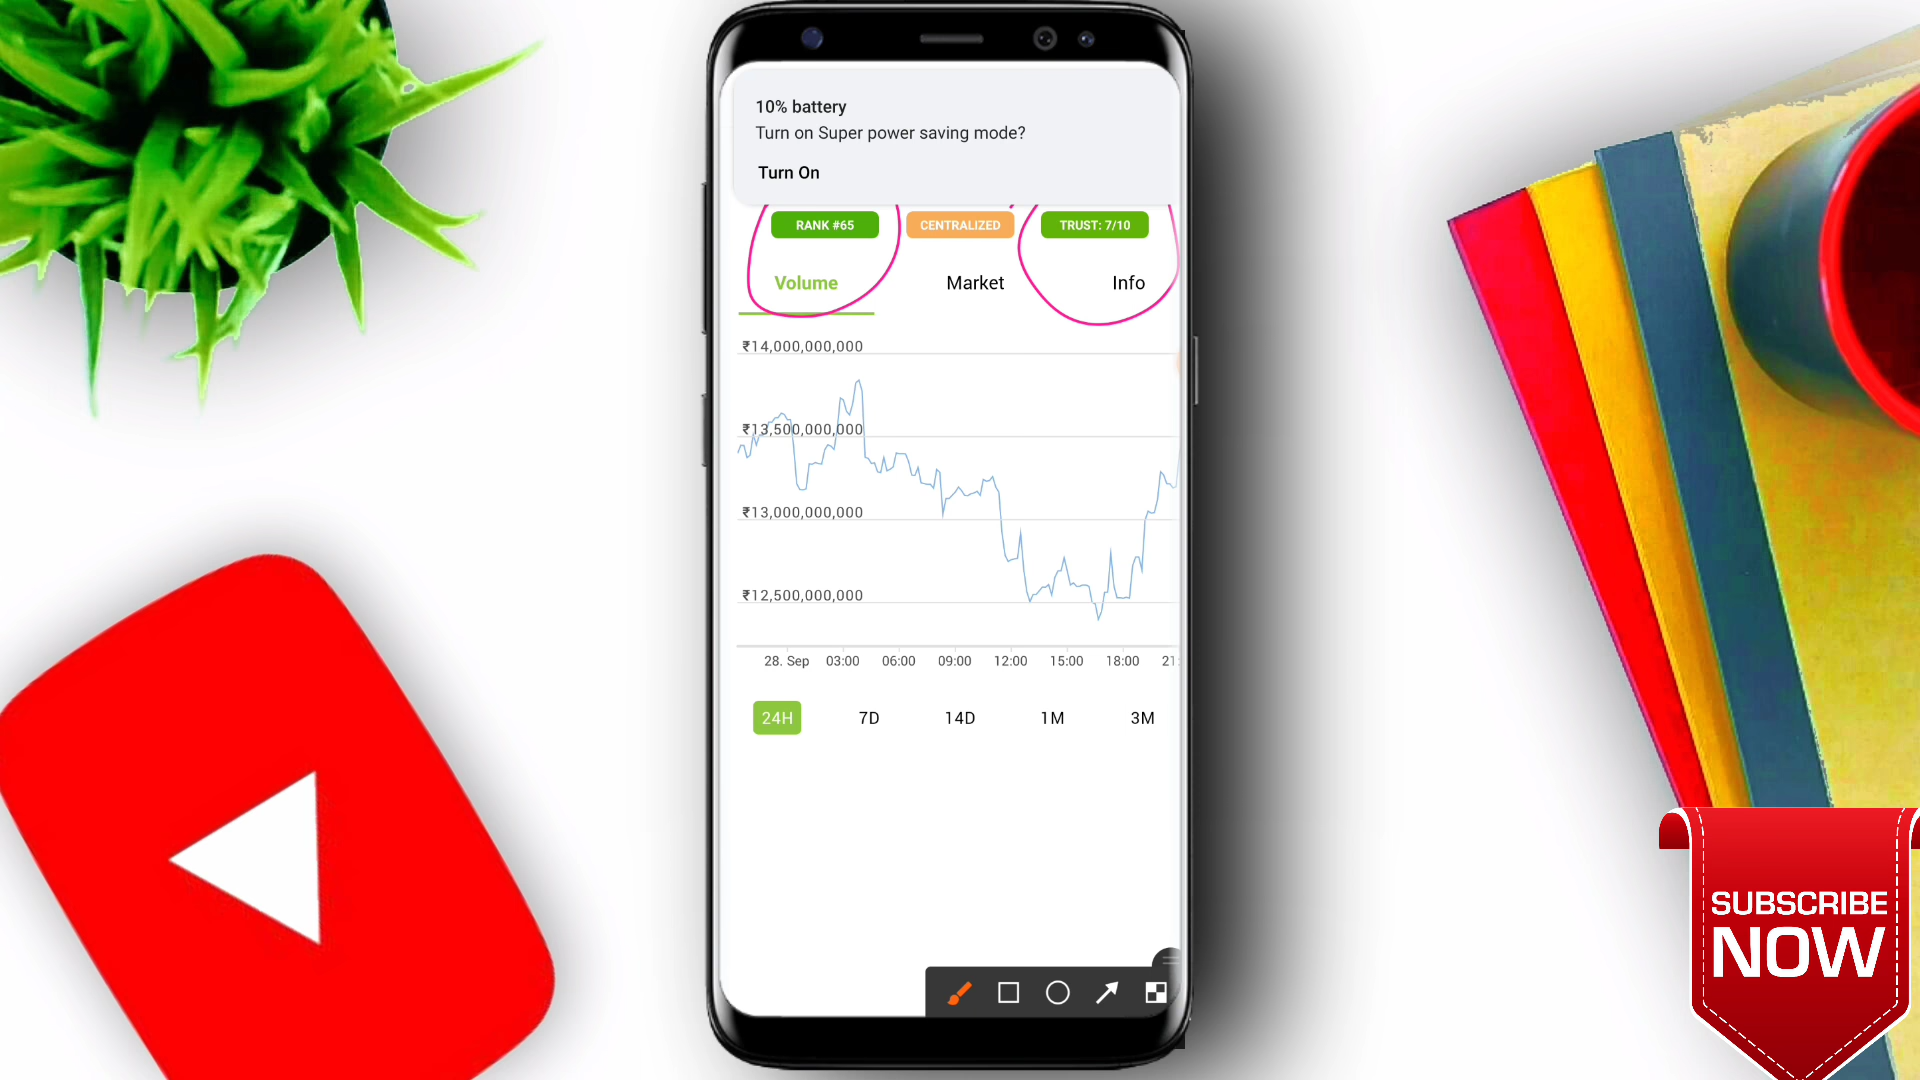 10% battery
Turn on Super power saving mode?
Turn On
RANK #65
CENTRALIZED
TRUST: 7/10
Volume
Market
Info
₹14,000,000,000
₹13,500,000,000
₹13,000,000,000
₹12,500,000,000
28. Sep
03:00
06:00
09:00
12:00
15:00
18:00
21:
24H
7D
14D
1M
3M
SUBSCRIBE
NOW